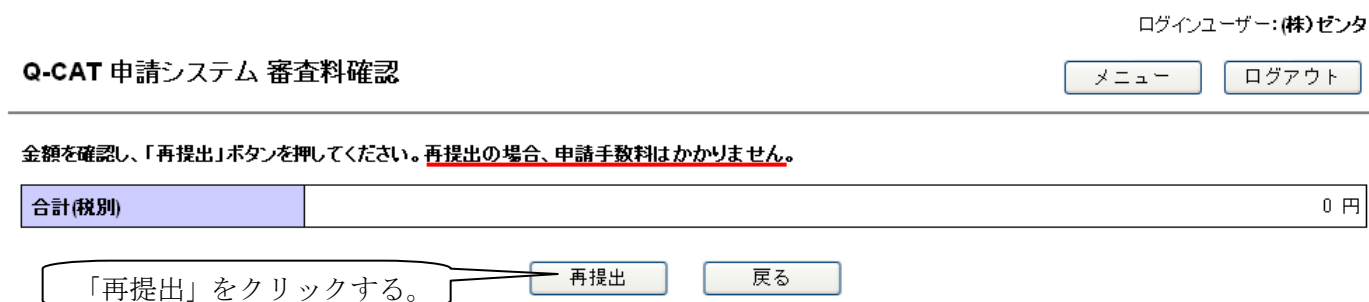 ログインユーザー:(株)ゼンタ
Q-CAT 申請システム 審査料確認
メニュー ログアウト
金額を確認し、「再提出」ボタンを押してください。再提出の場合、申請手数料はかかりません。
合計(税別) 0 円
「再提出」をクリックする。 再提出 戻る